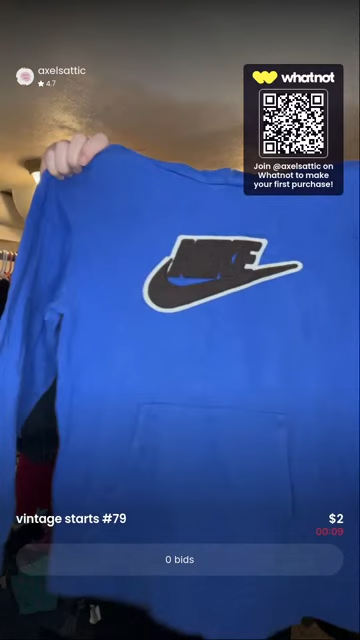 axelsattic
4.7
whatnot
Join @axelsattic on
Whatnot to make
your first purchase!
NIKE
vintage starts #79
$2
00:09
0 bids